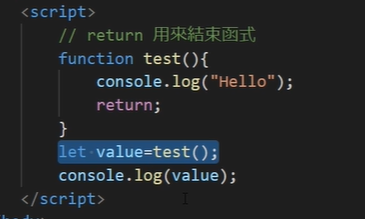 <script>
// return 用來結束函式
function test(){
console.log("Hello");
return;
}
let value=test();
console.log(value);
</script>